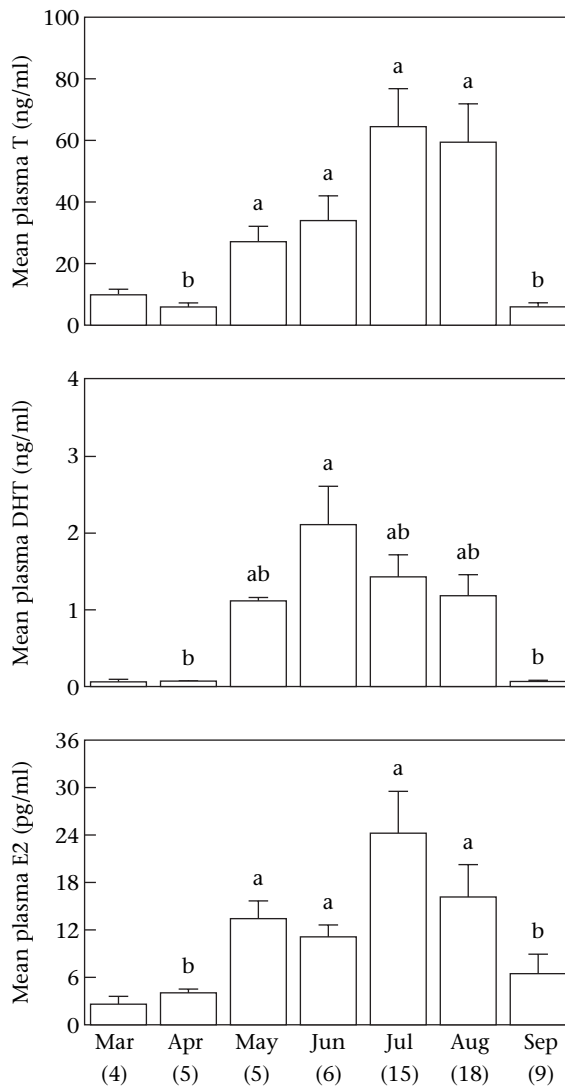 Mean plasma T (ng/ml)
100
80
60
40
20
0
a
a
a
a
b
b
Mean plasma DHT (ng/ml)
4
3
2
1
0
a
ab
ab
ab
b
b
Mean plasma E2 (pg/ml)
36
30
24
18
12
6
0
a
a
a
a
b
b
Mar Apr May Jun Jul Aug Sep
(4) (5) (5) (6) (15) (18) (9)